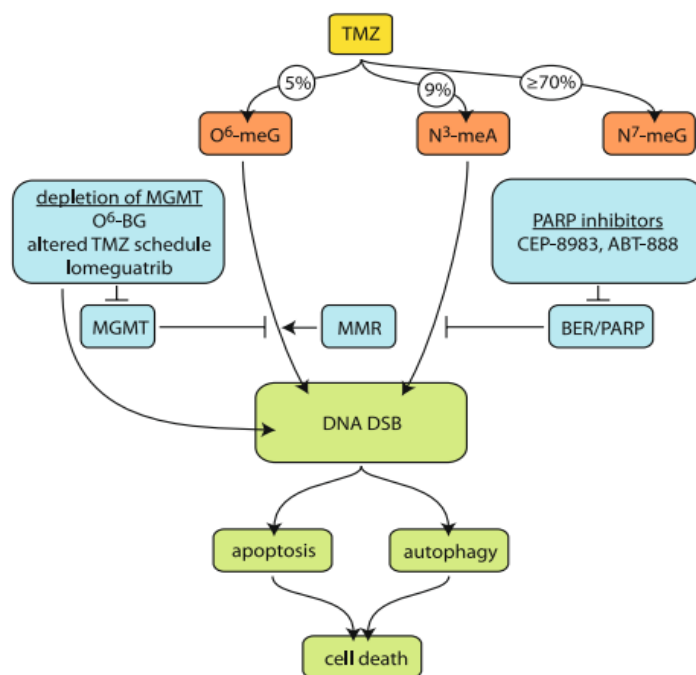 TMZ
5%
9%
≥70%
O⁶-meG
N³-meA
N⁷-meG
depletion of MGMT
O⁶-BG
altered TMZ schedule
lomeguatrib
PARP inhibitors
CEP-8983, ABT-888
MGMT
MMR
BER/PARP
DNA DSB
apoptosis
autophagy
cell death